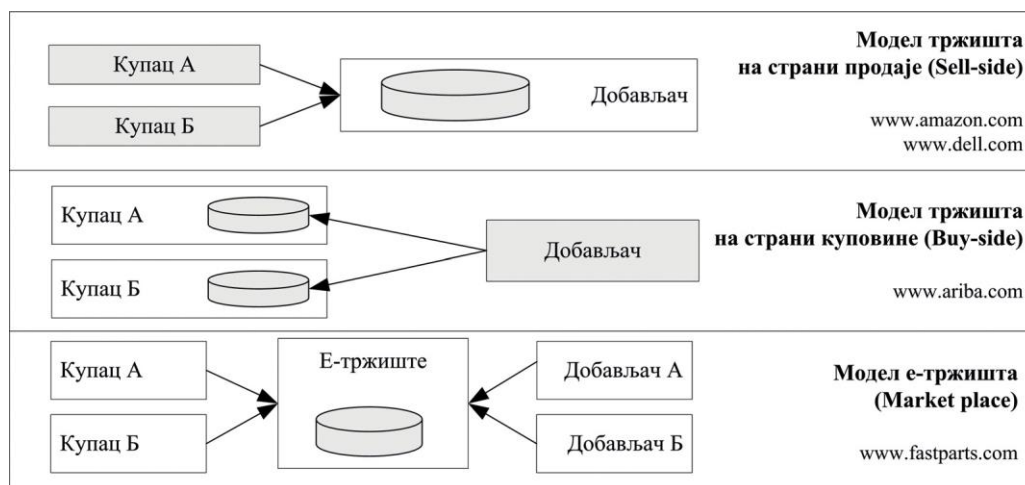 Купац А
Купац Б
Добављач
Модел тржишта
на страни продаје (Sell-side)
www.amazon.com
www.dell.com
Купац А
Купац Б
Добављач
Модел тржишта
на страни куповине (Buy-side)
www.ariba.com
Купац А
Купац Б
Е-тржиште
Добављач А
Добављач Б
Модел е-тржишта
(Market place)
www.fastparts.com